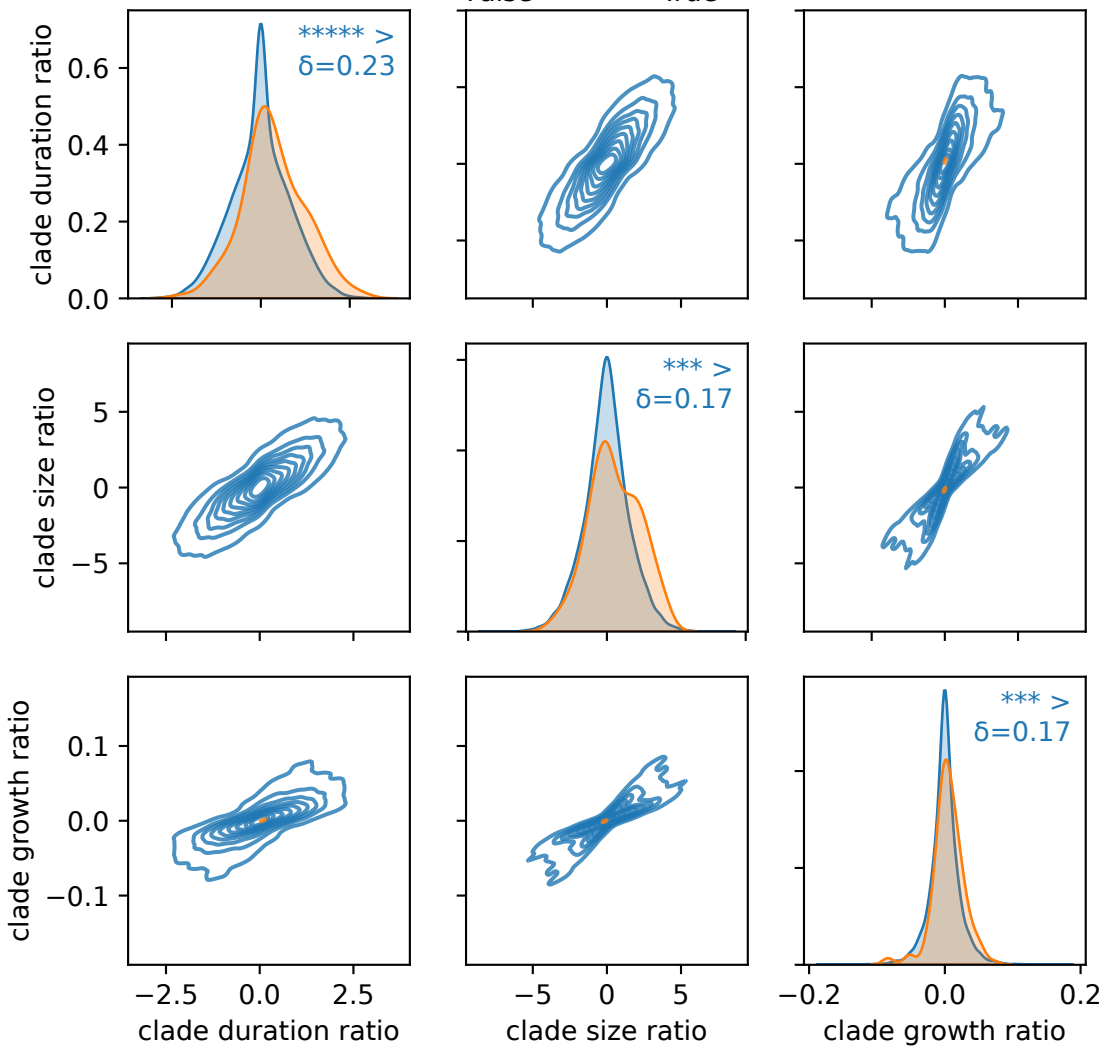 ***** >
δ=0.23
clade duration ratio
0.6
0.4
0.2
0.0
*** >
δ=0.17
clade size ratio
5
0
−5
*** >
δ=0.17
clade growth ratio
0.1
0.0
−0.1
−2.5 0.0 2.5
−5 0 5
−0.2 0.0 0.2
clade duration ratio
clade size ratio
clade growth ratio